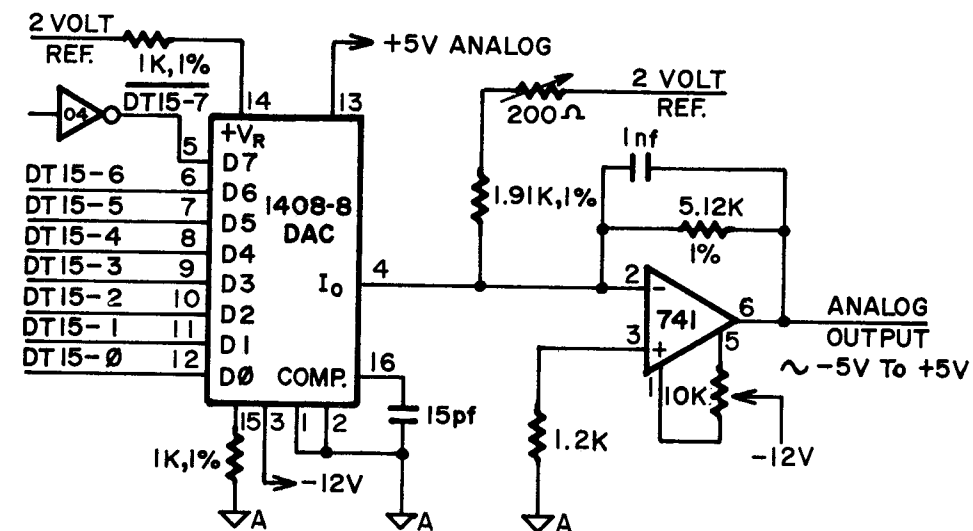 2 VOLT
REF.
1K, 1%
+5V ANALOG
14
13
04
DT15-7
200Ω
2 VOLT
REF.
1nf
5.12K
1%
1.91K, 1%
+VR
5 D7
DT15-6 6 D6
DT15-5 7 D5
DT15-4 8 D4
DT15-3 9 D3
DT15-2 10 D2
DT15-1 11 D1
DT15-Ø 12 DØ
1408-8
DAC
IO 4
COMP. 16
15pf
15 3 1 2
1K, 1%
-12V
A
A
2 −
3 +
741
6
5
1
10K
-12V
1.2K
A
ANALOG
OUTPUT
~ -5V To +5V